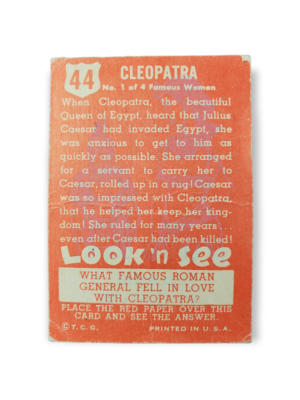 44
CLEOPATRA
No. 1 of 4 Famous Women
When Cleopatra, the beautiful
Queen of Egypt, heard that Julius
Caesar had invaded Egypt, she
was anxious to get to him as
quickly as possible. She arranged
for a servant to carry her to
Caesar, rolled up in a rug! Caesar
was so impressed with Cleopatra,
that he helped her keep her king-
dom! She ruled for many years . . .
even after Caesar had been killed!
LOOK 'n SEE
WHAT FAMOUS ROMAN
GENERAL FELL IN LOVE
WITH CLEOPATRA?
PLACE THE RED PAPER OVER THIS
CARD AND SEE THE ANSWER.
© T. C. G. PRINTED IN U. S. A.